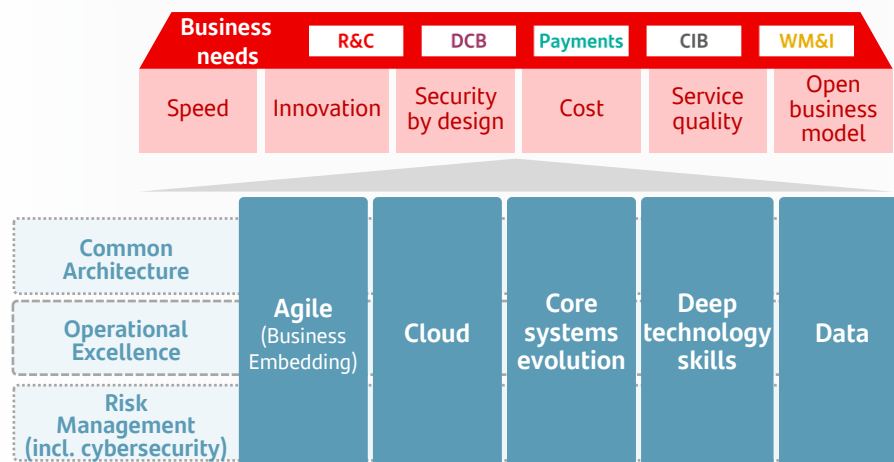 Business
needs
R&C
DCB
Payments
CIB
WM&I
Speed
Innovation
Security
by design
Cost
Service
quality
Open
business
model
Common
Architecture
Operational
Excellence
Risk
Management
(incl. cybersecurity)
Agile
(Business
Embedding)
Cloud
Core
systems
evolution
Deep
technology
skills
Data